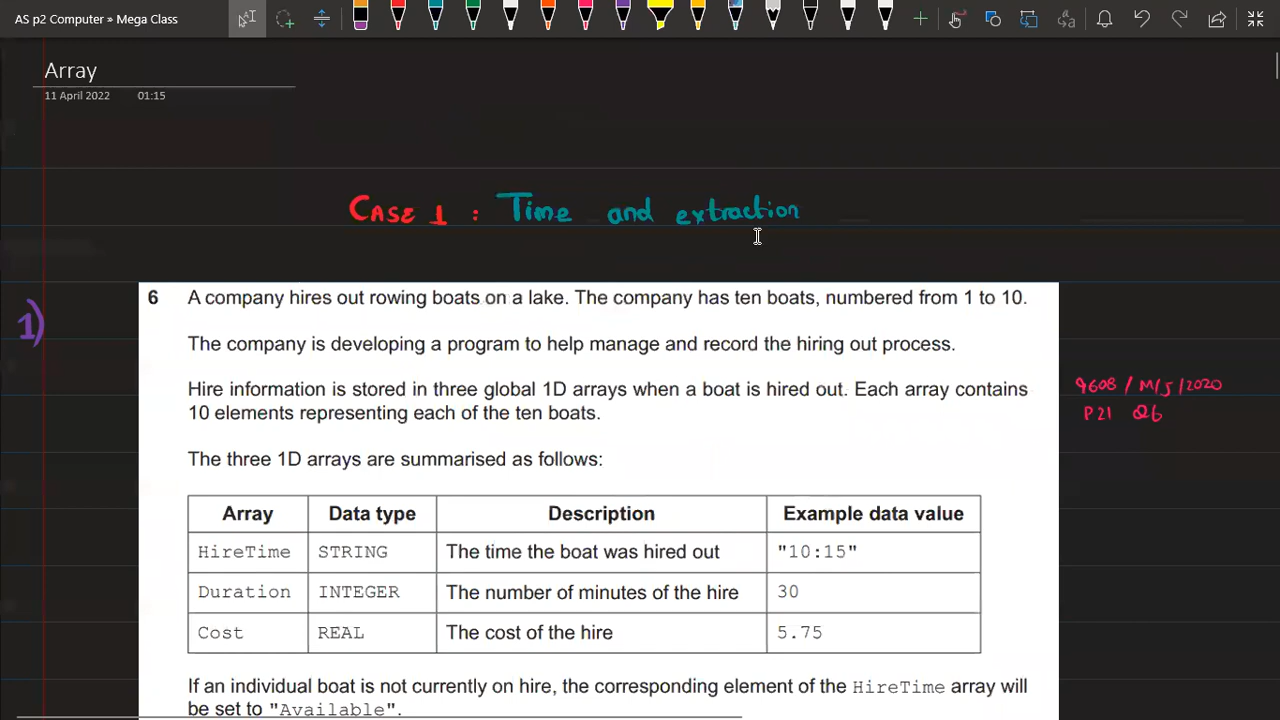 AS p2 Computer » Mega Class
Array
11 April 2022 01:15
CASE 1 : Time and extraction
1)
6 A company hires out rowing boats on a lake. The company has ten boats, numbered from 1 to 10.
The company is developing a program to help manage and record the hiring out process.
Hire information is stored in three global 1D arrays when a boat is hired out. Each array contains
10 elements representing each of the ten boats.
9608 / M/J /2020
P21 Q6
The three 1D arrays are summarised as follows:
Array Data type Description Example data value
HireTime STRING The time the boat was hired out "10:15"
Duration INTEGER The number of minutes of the hire 30
Cost REAL The cost of the hire 5.75
If an individual boat is not currently on hire, the corresponding element of the HireTime array will
be set to "Available".